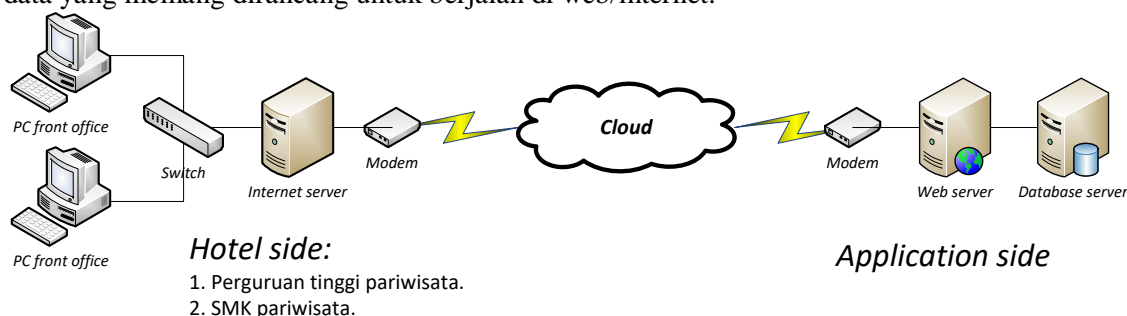 data yang memang dirancang untuk berjalan di web/internet.
PC front office
Switch
Internet server
Modem
Cloud
Modem
Web server
Database server
PC front office
Hotel side:
1. Perguruan tinggi pariwisata.
2. SMK pariwisata.
Application side